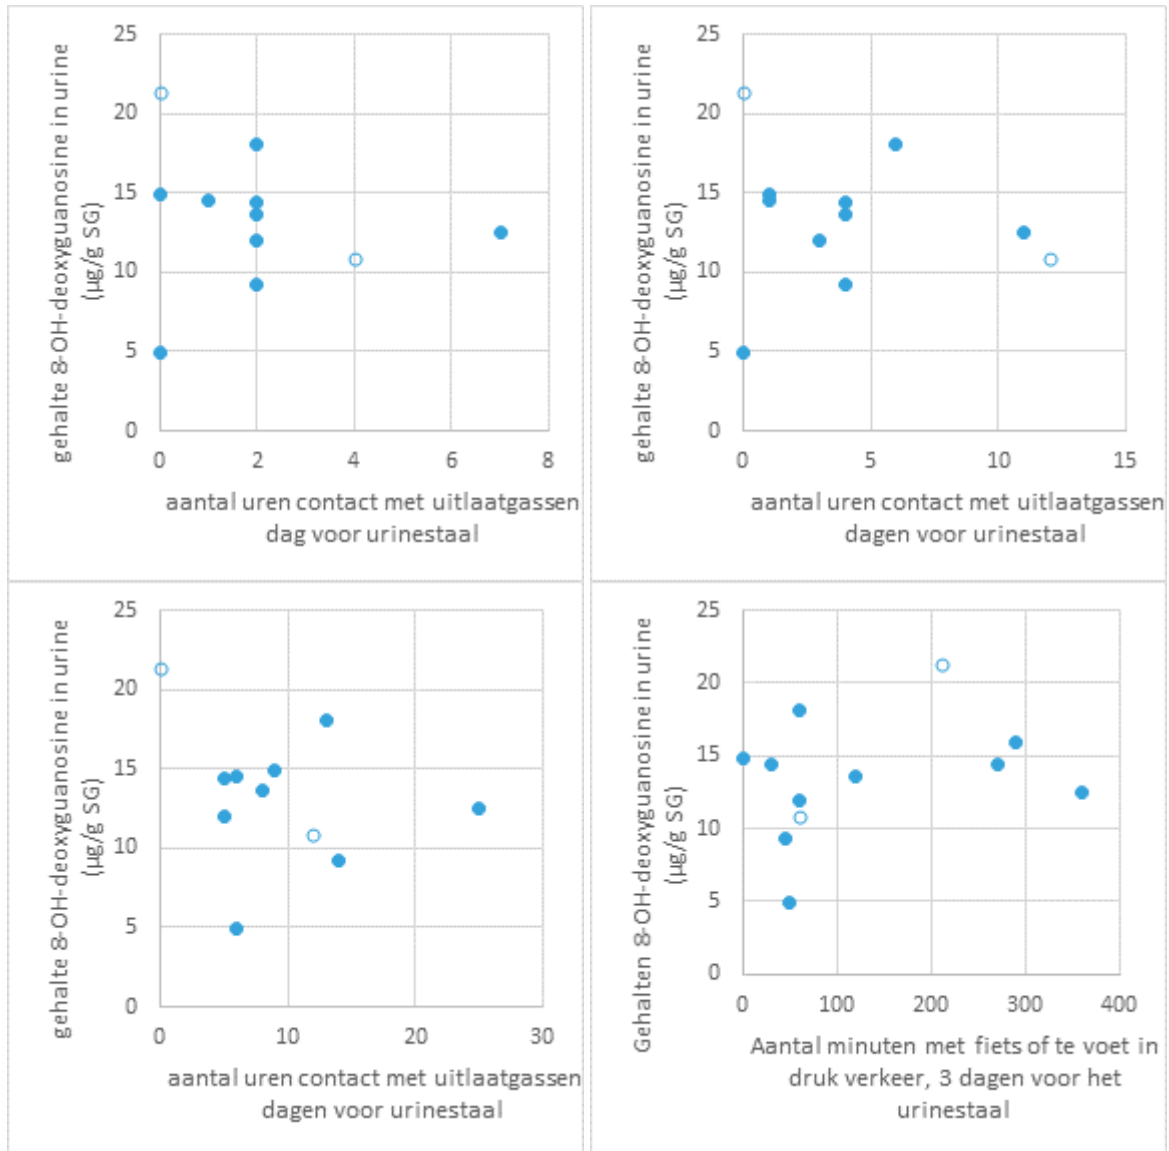 gehalte 8-OH-deoxyguanosine in urine
(µg/g SG)
25
20
15
10
5
0
0 2 4 6 8
aantal uren contact met uitlaatgassen
dag voor urinestaal
gehalte 8-OH-deoxyguanosine in urine
(µg/g SG)
25
20
15
10
5
0
0 5 10 15
aantal uren contact met uitlaatgassen
dagen voor urinestaal
gehalte 8-OH-deoxyguanosine in urine
(µg/g SG)
25
20
15
10
5
0
0 10 20 30
aantal uren contact met uitlaatgassen
dagen voor urinestaal
Gehalten 8-OH-deoxyguanosine in urine
(µg/g SG)
25
20
15
10
5
0
0 100 200 300 400
Aantal minuten met fiets of te voet in
druk verkeer, 3 dagen voor het
urinestaal